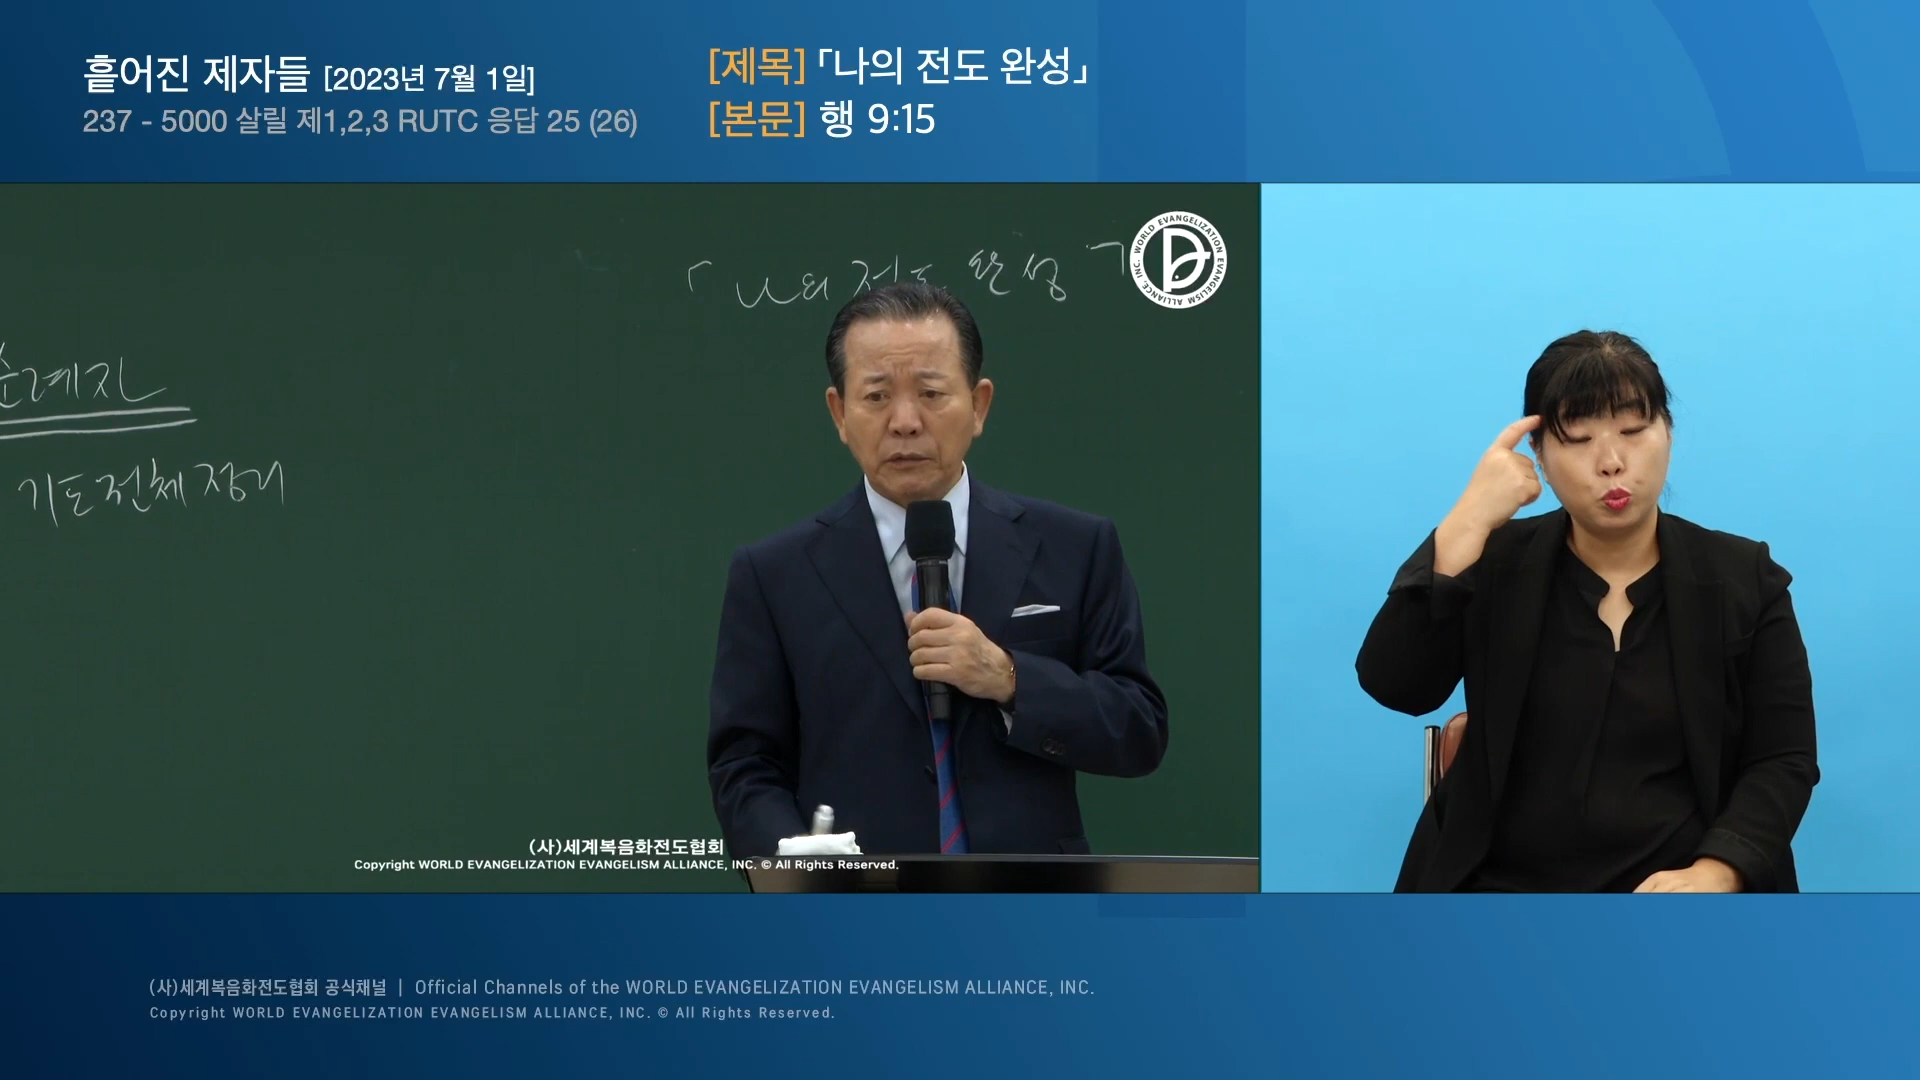 흩어진 제자들 [2023년 7월 1일]
237 - 5000 살릴 제1,2,3 RUTC 응답 25 (26)
[제목] 「나의 전도 완성」
[본문] 행 9:15
「나의 전도 완성
WORLD EVANGELIZATION EVANGELISM ALLIANCE, INC.
순례자
기도전체정리
(사)세계복음화전도협회
Copyright WORLD EVANGELIZATION EVANGELISM ALLIANCE, INC. © All Rights Reserved.
(사)세계복음화전도협회 공식채널 | Official Channels of the WORLD EVANGELIZATION EVANGELISM ALLIANCE, INC.
Copyright WORLD EVANGELIZATION EVANGELISM ALLIANCE, INC. © All Rights Reserved.